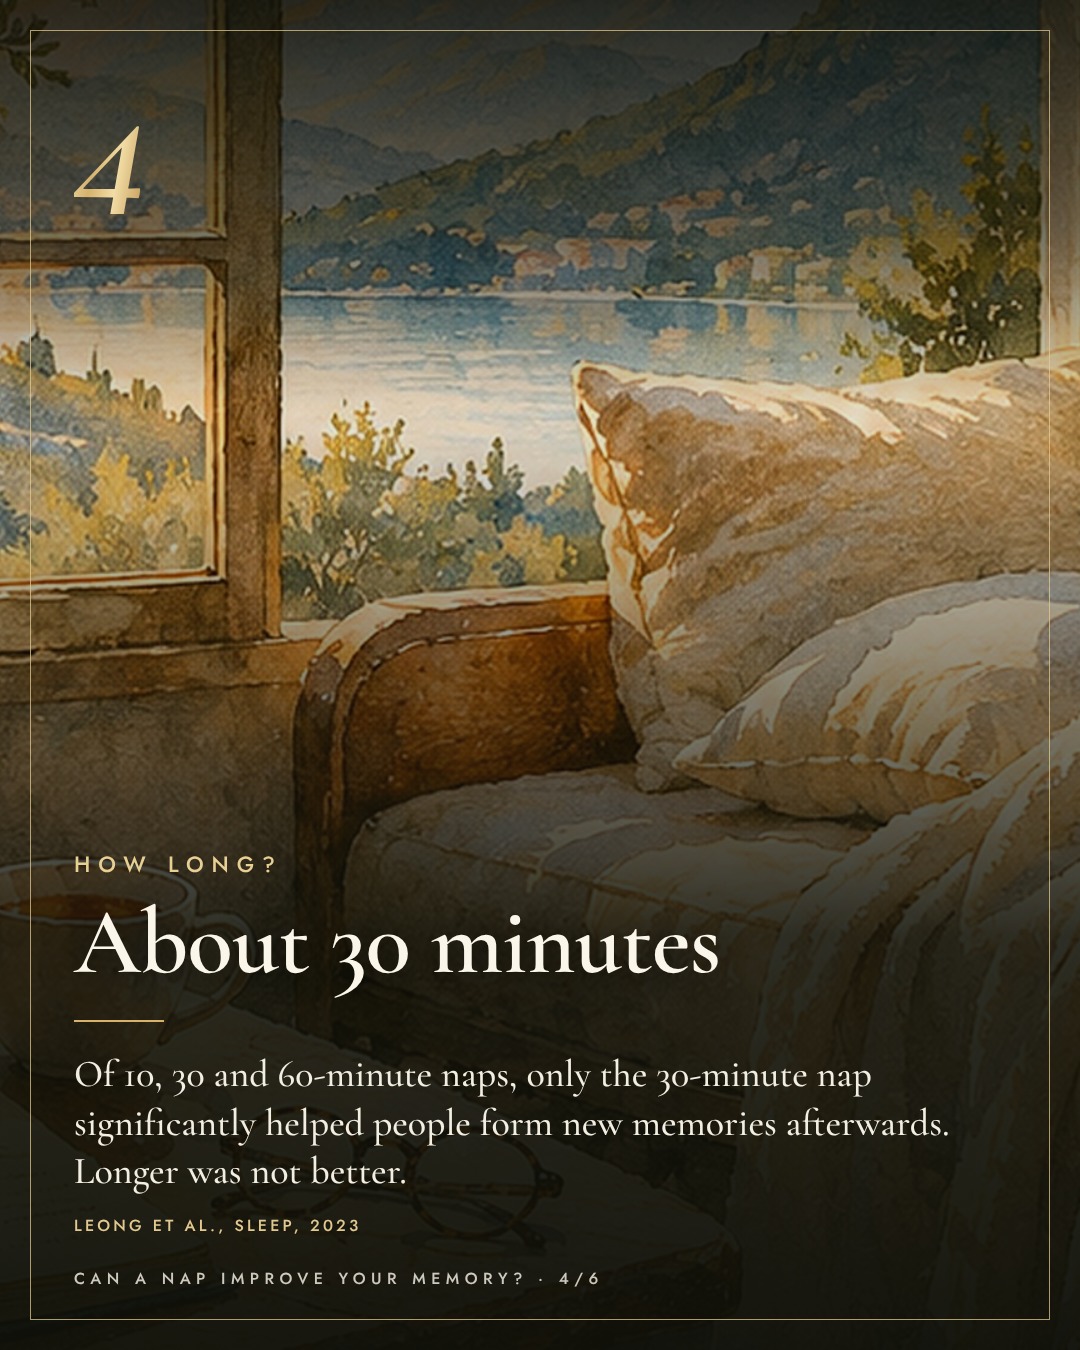 4
HOW LONG?
About 30 minutes
Of 10, 30 and 60-minute naps, only the 30-minute nap
significantly helped people form new memories afterwards.
Longer was not better.
LEONG ET AL., SLEEP, 2023
CAN A NAP IMPROVE YOUR MEMORY? · 4/6